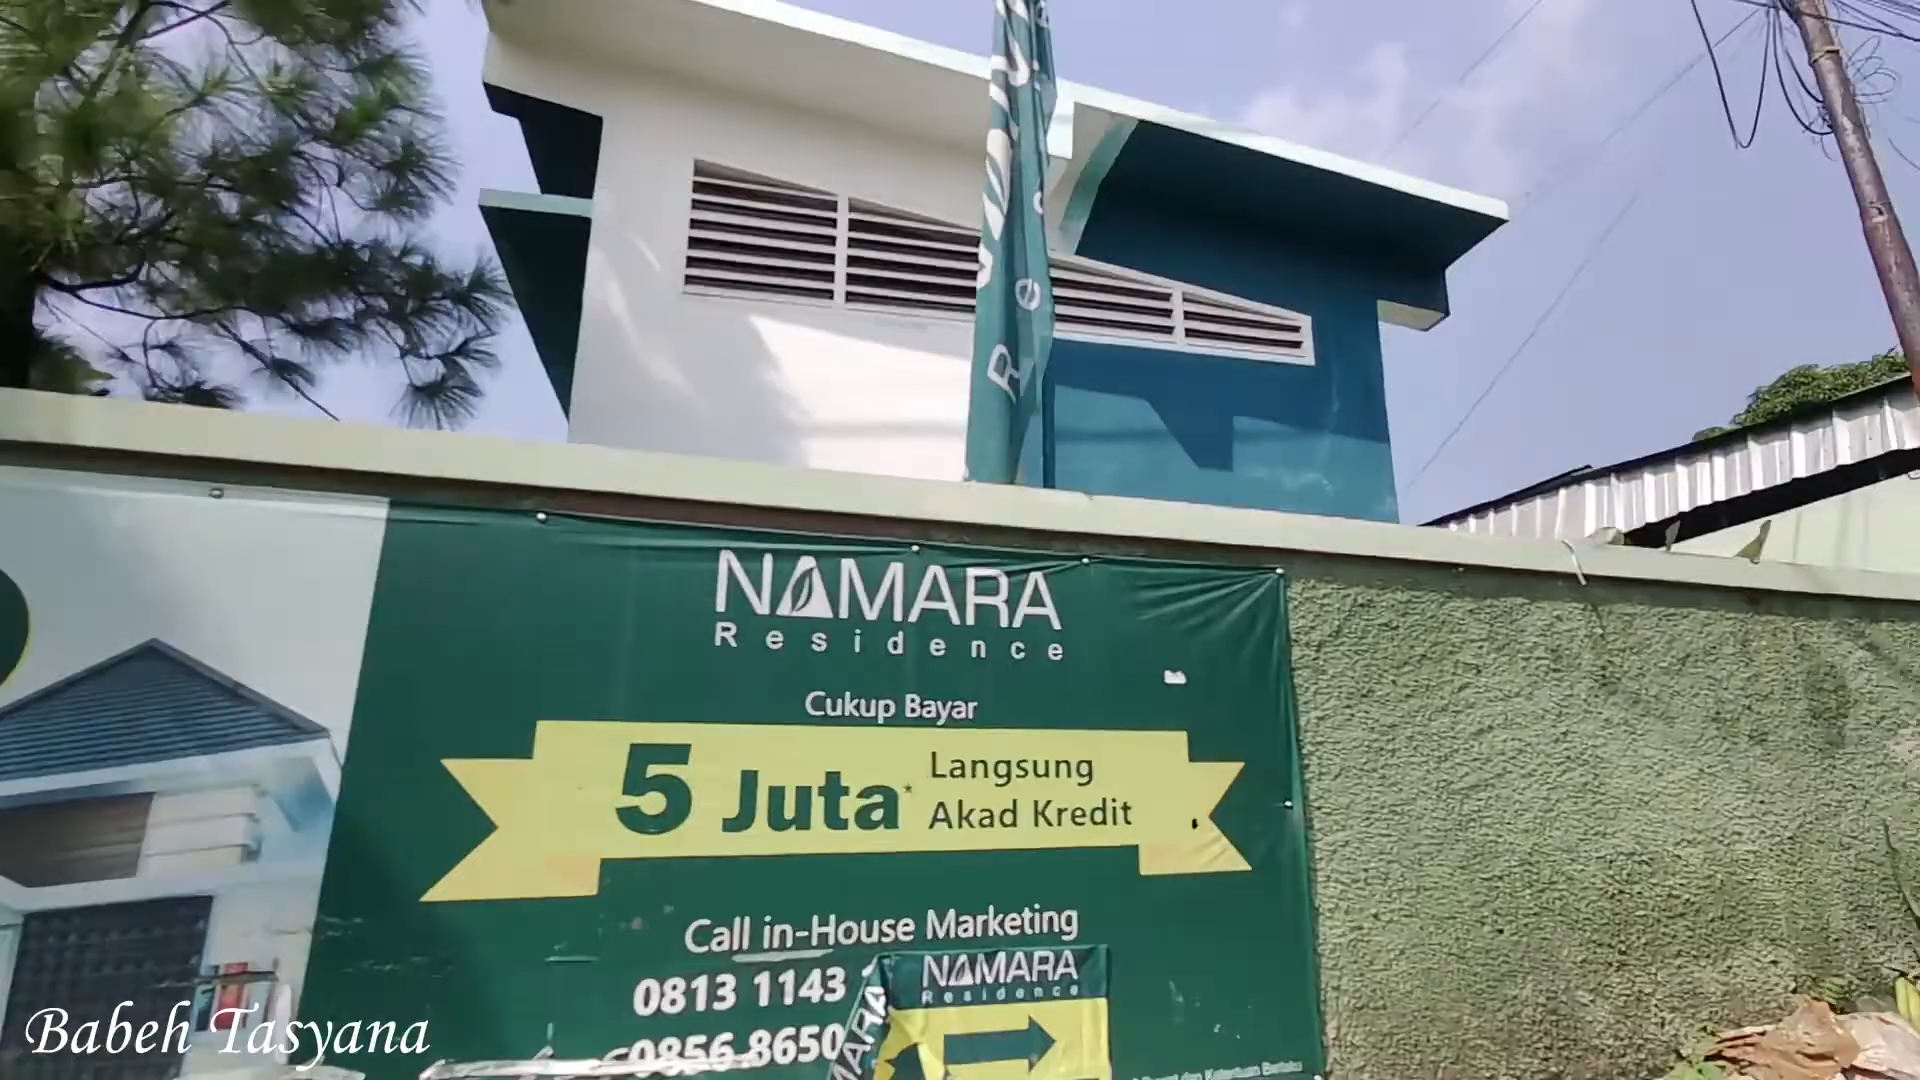 NAMARA
Residence
Cukup Bayar
5 Juta*
Langsung
Akad Kredit
Call in-House Marketing
0813 1143
0856 8650
NAMARA
Residence
MARA
Babeh Tasyana